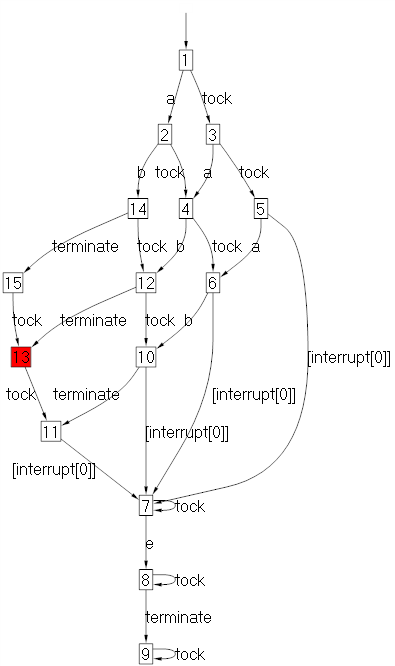 1
a tock
2 3
b tock a tock
14 4 5
terminate tock b tock a
15 12 6
tock terminate tock b [interrupt[0]]
13 10
tock terminate [interrupt[0]]
11 [interrupt[0]]
[interrupt[0]]
7 tock
e
8 tock
terminate
9 tock